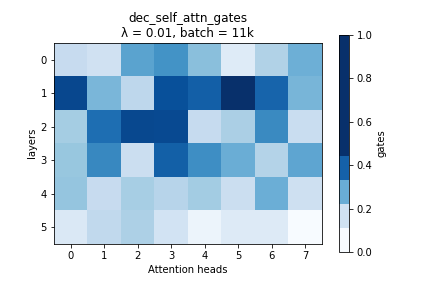 dec_self_attn_gates
λ = 0.01, batch = 11k
0
1
2
3
4
5
layers
0 1 2 3 4 5 6 7
Attention heads
1.0
0.8
0.6
0.4
0.2
0.0
gates